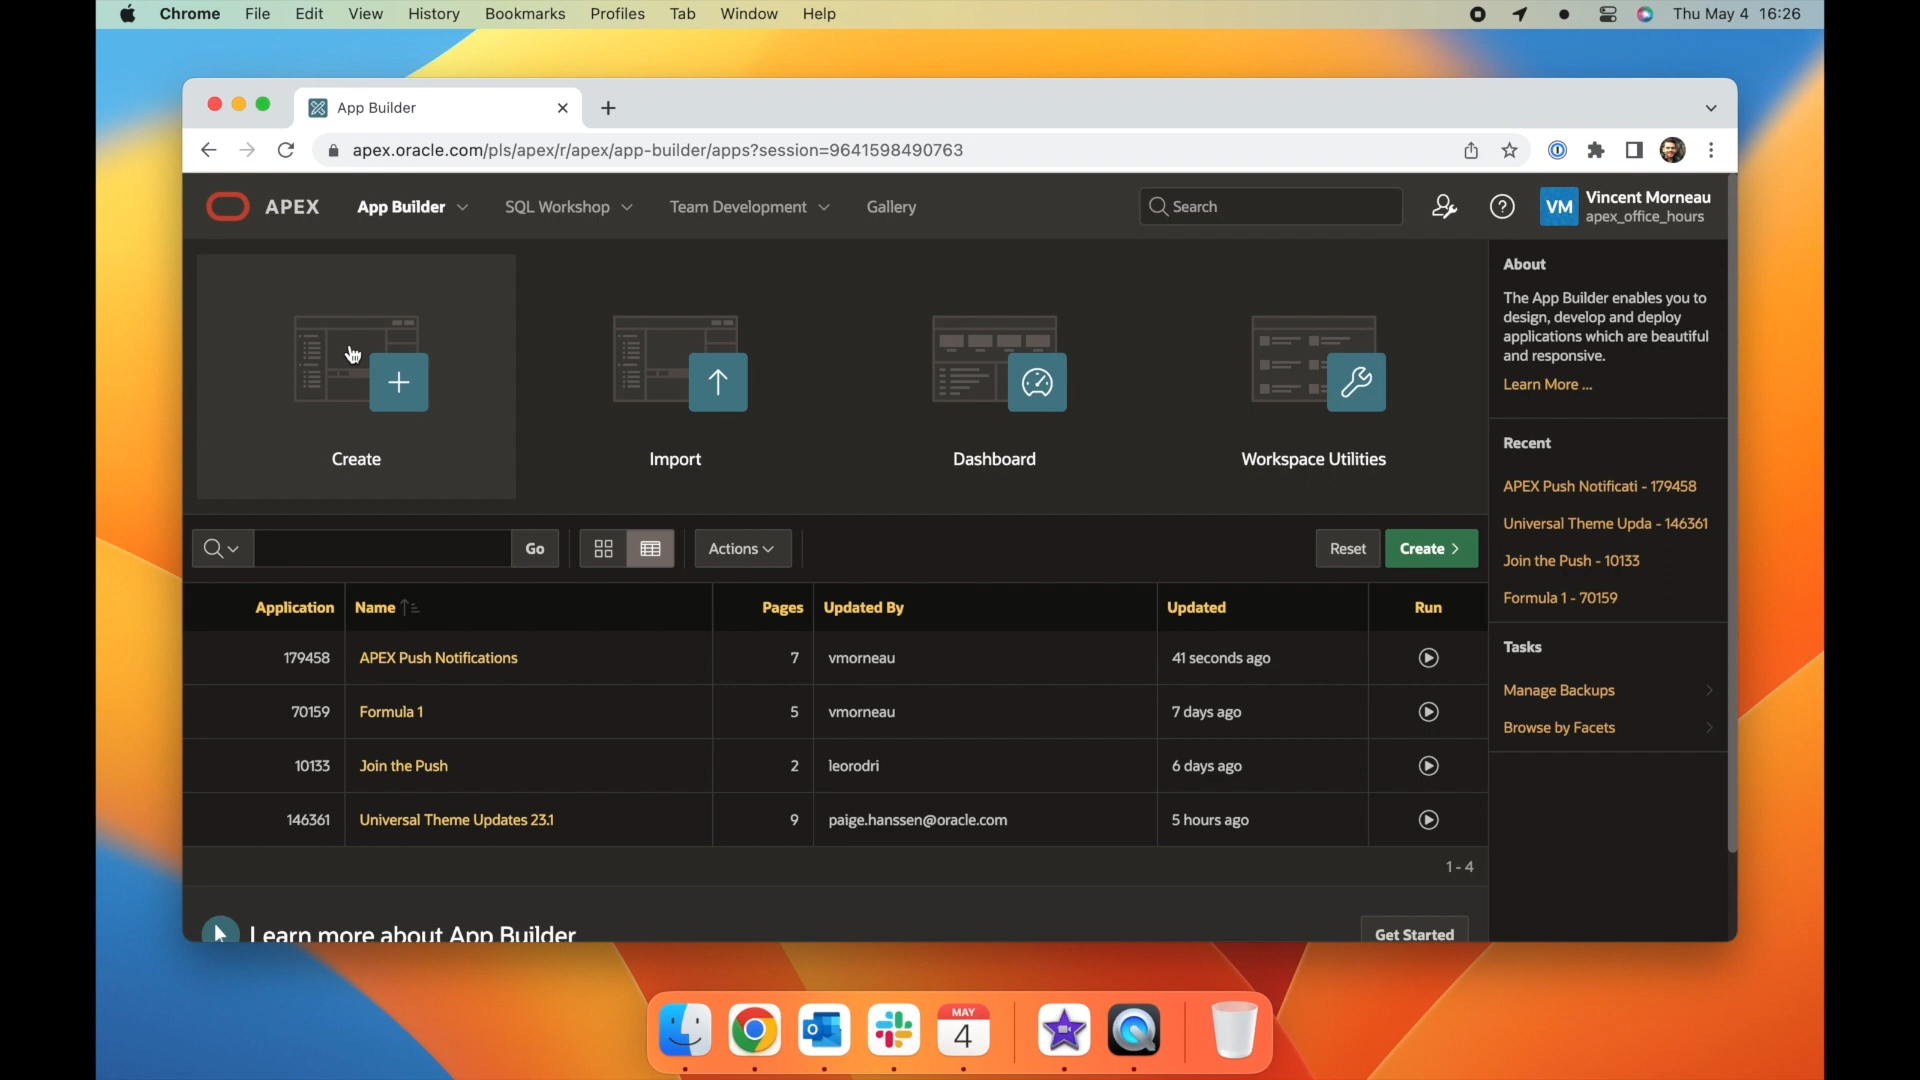 Chrome File Edit View History Bookmarks Profiles Tab Window Help Thu May 4 16:26
App Builder
apex.oracle.com/pls/apex/r/apex/app-builder/apps?session=9641598490763
APEX App Builder SQL Workshop Team Development Gallery Search VM Vincent Morneau
apex_office_hours
Create Import Dashboard Workspace Utilities
About
The App Builder enables you to
design, develop and deploy
applications which are beautiful
and responsive.
Learn More ...
Recent
APEX Push Notificati - 179458
Universal Theme Upda - 146361
Join the Push - 10133
Formula 1 - 70159
Tasks
Manage Backups
Browse by Facets
Go Actions Reset Create
Application Name Pages Updated By Updated Run
179458 APEX Push Notifications 7 vmorneau 41 seconds ago
70159 Formula 1 5 vmorneau 7 days ago
10133 Join the Push 2 leorodri 6 days ago
146361 Universal Theme Updates 23.1 9 paige.hanssen@oracle.com 5 hours ago
1 - 4
Learn more about App Builder Get Started
MAY
4